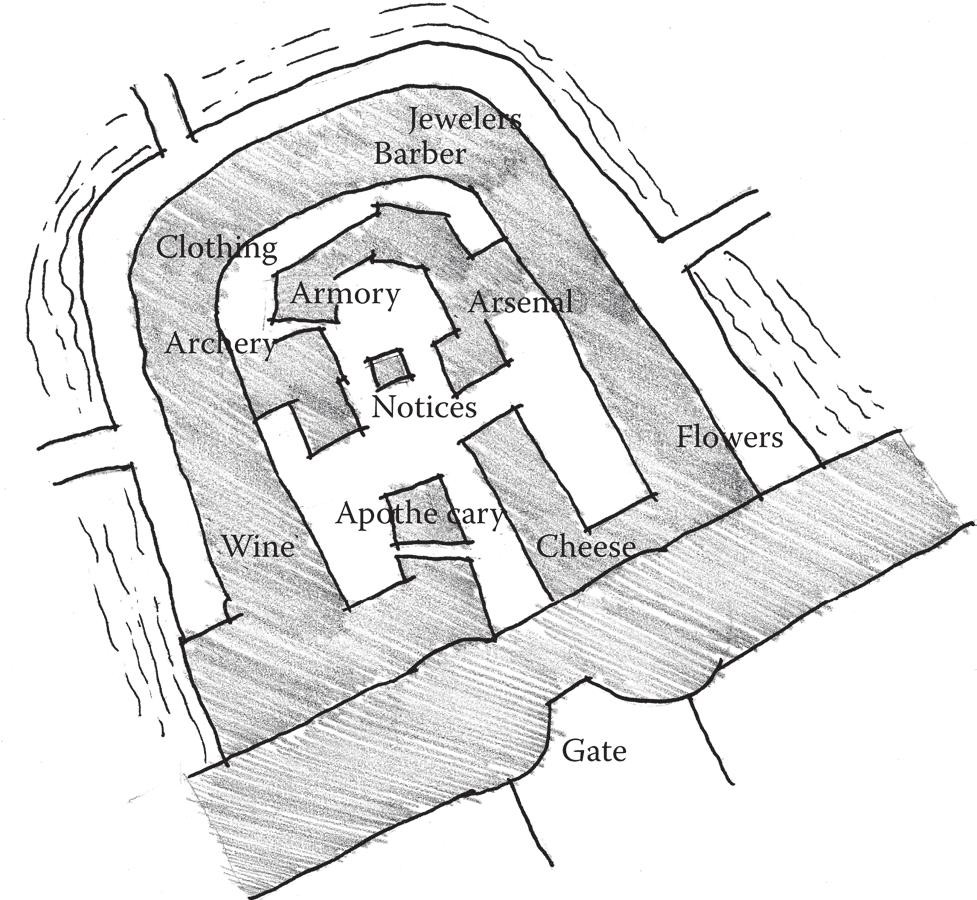 Jewelers
Barber
Clothing
Armory
Arsenal
Archery
Notices
Flowers
Apothe cary
Wine
Cheese
Gate